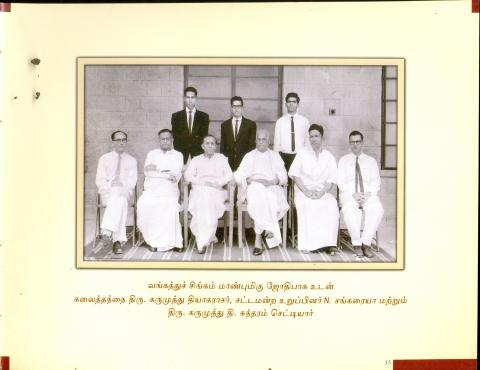 வங்கத்துச் சிங்கம் மாண்புமிகு ஜோதிபாசு உடன்
கலைத்தந்தை திரு. கருமுத்து தியாகராசர், சட்டமன்ற உறுப்பினர் N. சங்கரையா மற்றும்
திரு. கருமுத்து தி. சுந்தரம் செட்டியார்
15